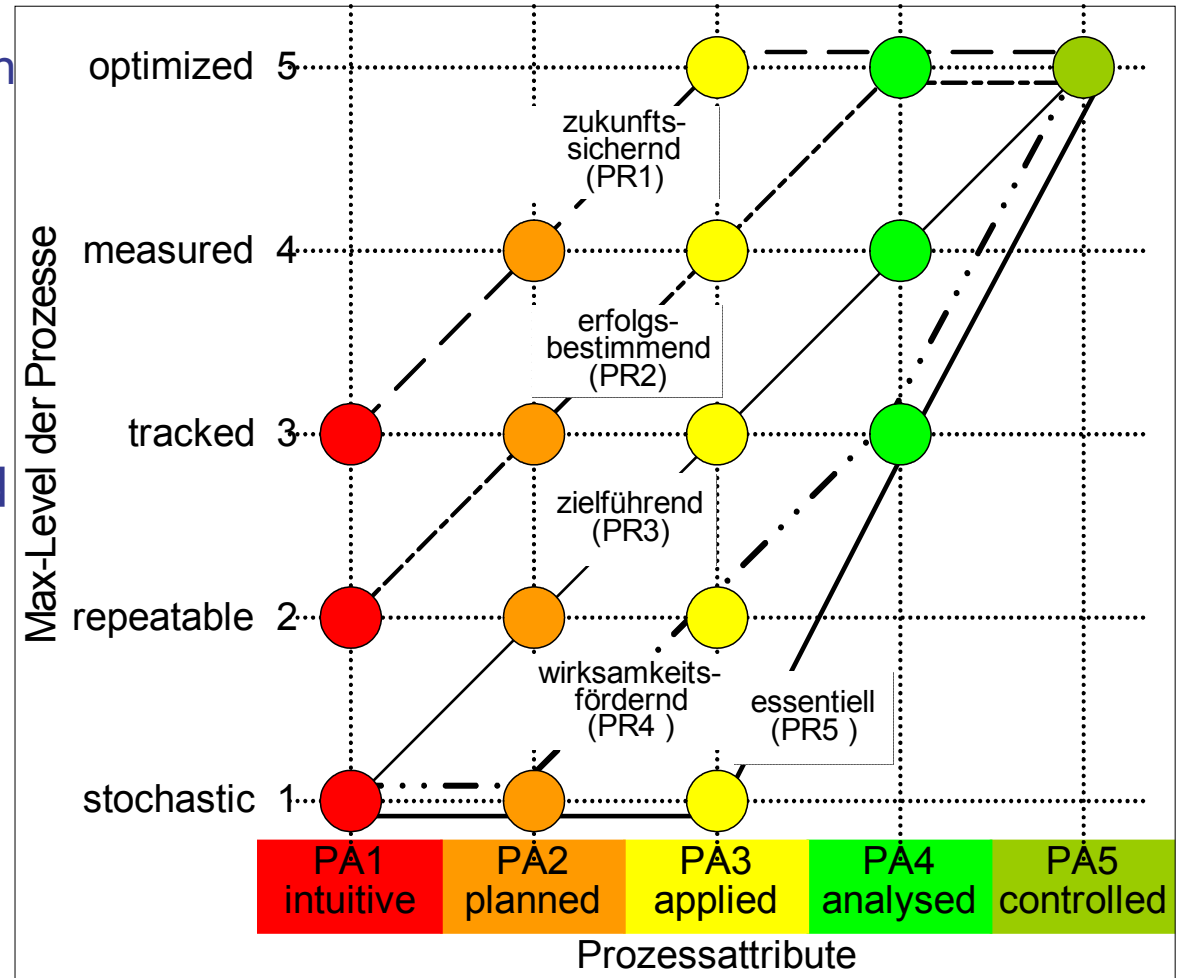 n
optimized 5
zukunfts-
sichernd
(PR1)
measured 4
erfolgs-
bestimmend
(PR2)
tracked 3
l
zielführend
(PR3)
repeatable 2
wirksamkeits-
fördernd
(PR4 )
essentiell
(PR5 )
stochastic 1
Max-Level der Prozesse
PA1 PA2 PA3 PA4 PA5
intuitive planned applied analysed controlled
Prozessattribute